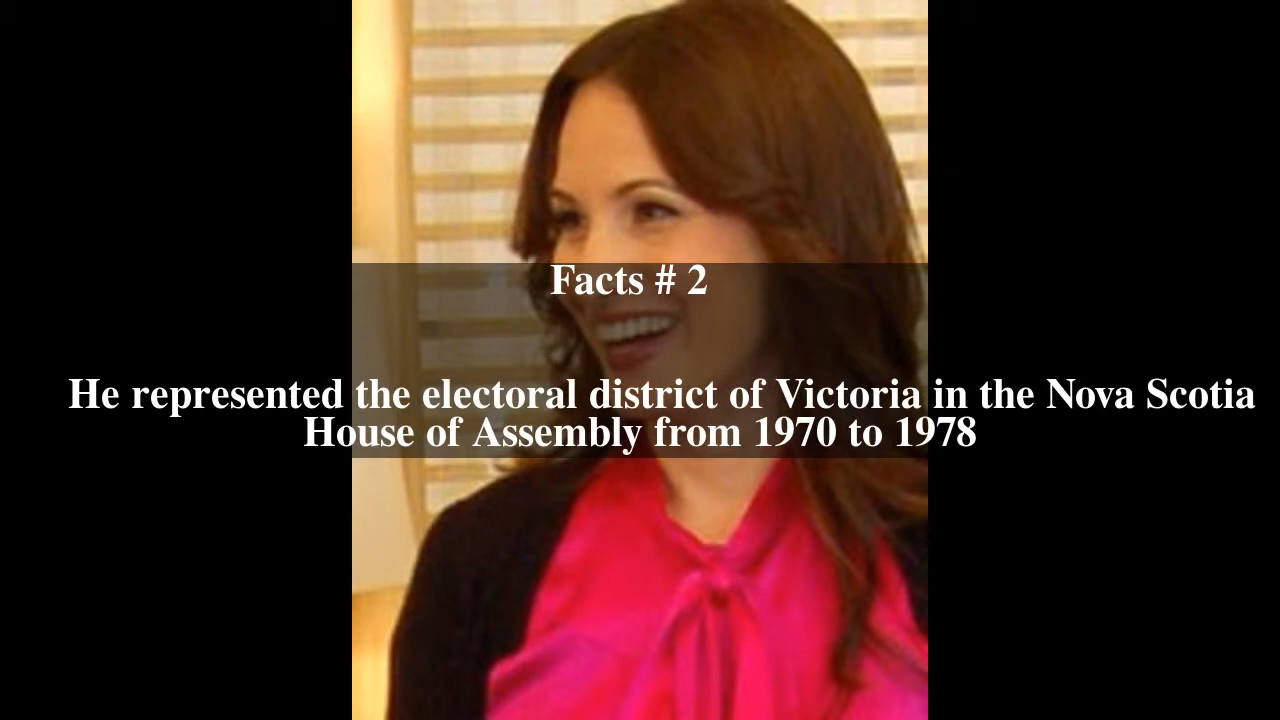 Facts # 2
He represented the electoral district of Victoria in the Nova Scotia
House of Assembly from 1970 to 1978